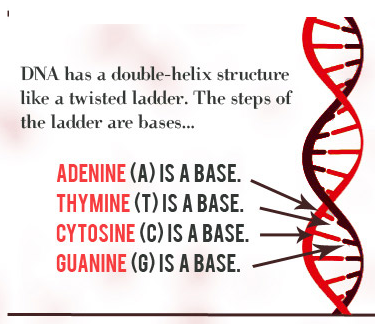 DNA has a double-helix structure
like a twisted ladder. The steps of
the ladder are bases...
ADENINE (A) IS A BASE.
THYMINE (T) IS A BASE.
CYTOSINE (C) IS A BASE.
GUANINE (G) IS A BASE.